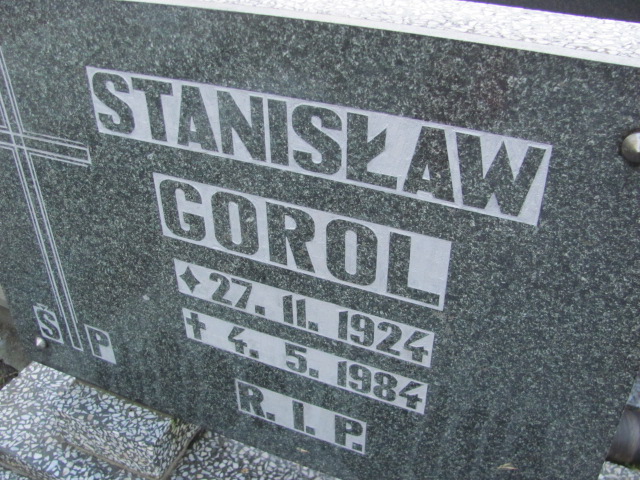 STANISŁAW
GOROL
✦ 27. 11. 1924
✝ 4. 5. 1984
Ś P
R. I. P.